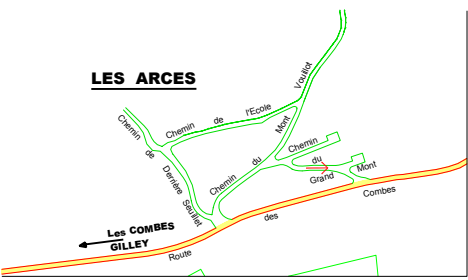 LES ARCES
Chemin de l'Ecole
Chemin du Mont Vouillot
Chemin de Derrière Seuillet
Chemin du Grand Mont
Les COMBES
GILLEY
Route des Combes